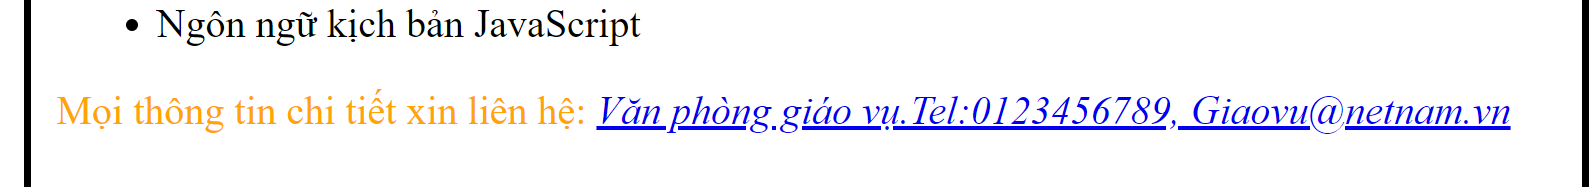 • Ngôn ngữ kịch bản JavaScript
Mọi thông tin chi tiết xin liên hệ: Văn phòng giáo vụ.Tel:0123456789, Giaovu@netnam.vn